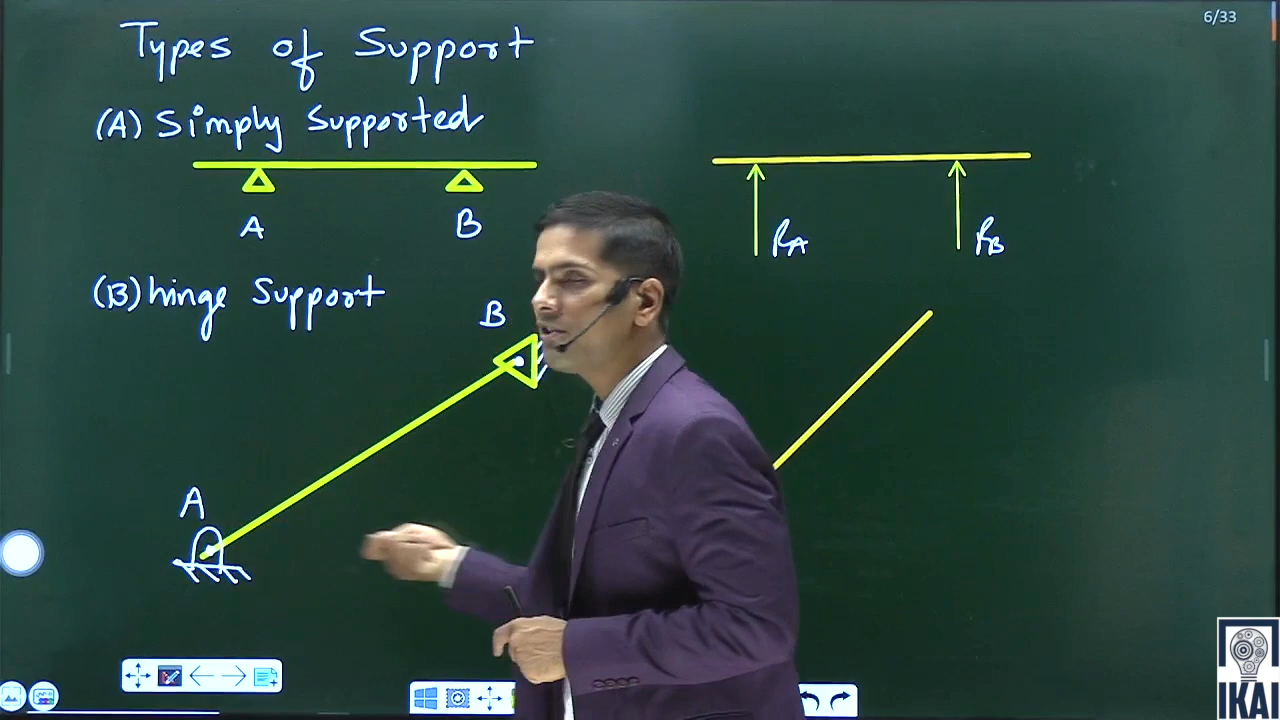 6/33
Types of Support
(A) Simply Supported
A
B
RA
RB
(B) hinge Support
B
A
IKAI